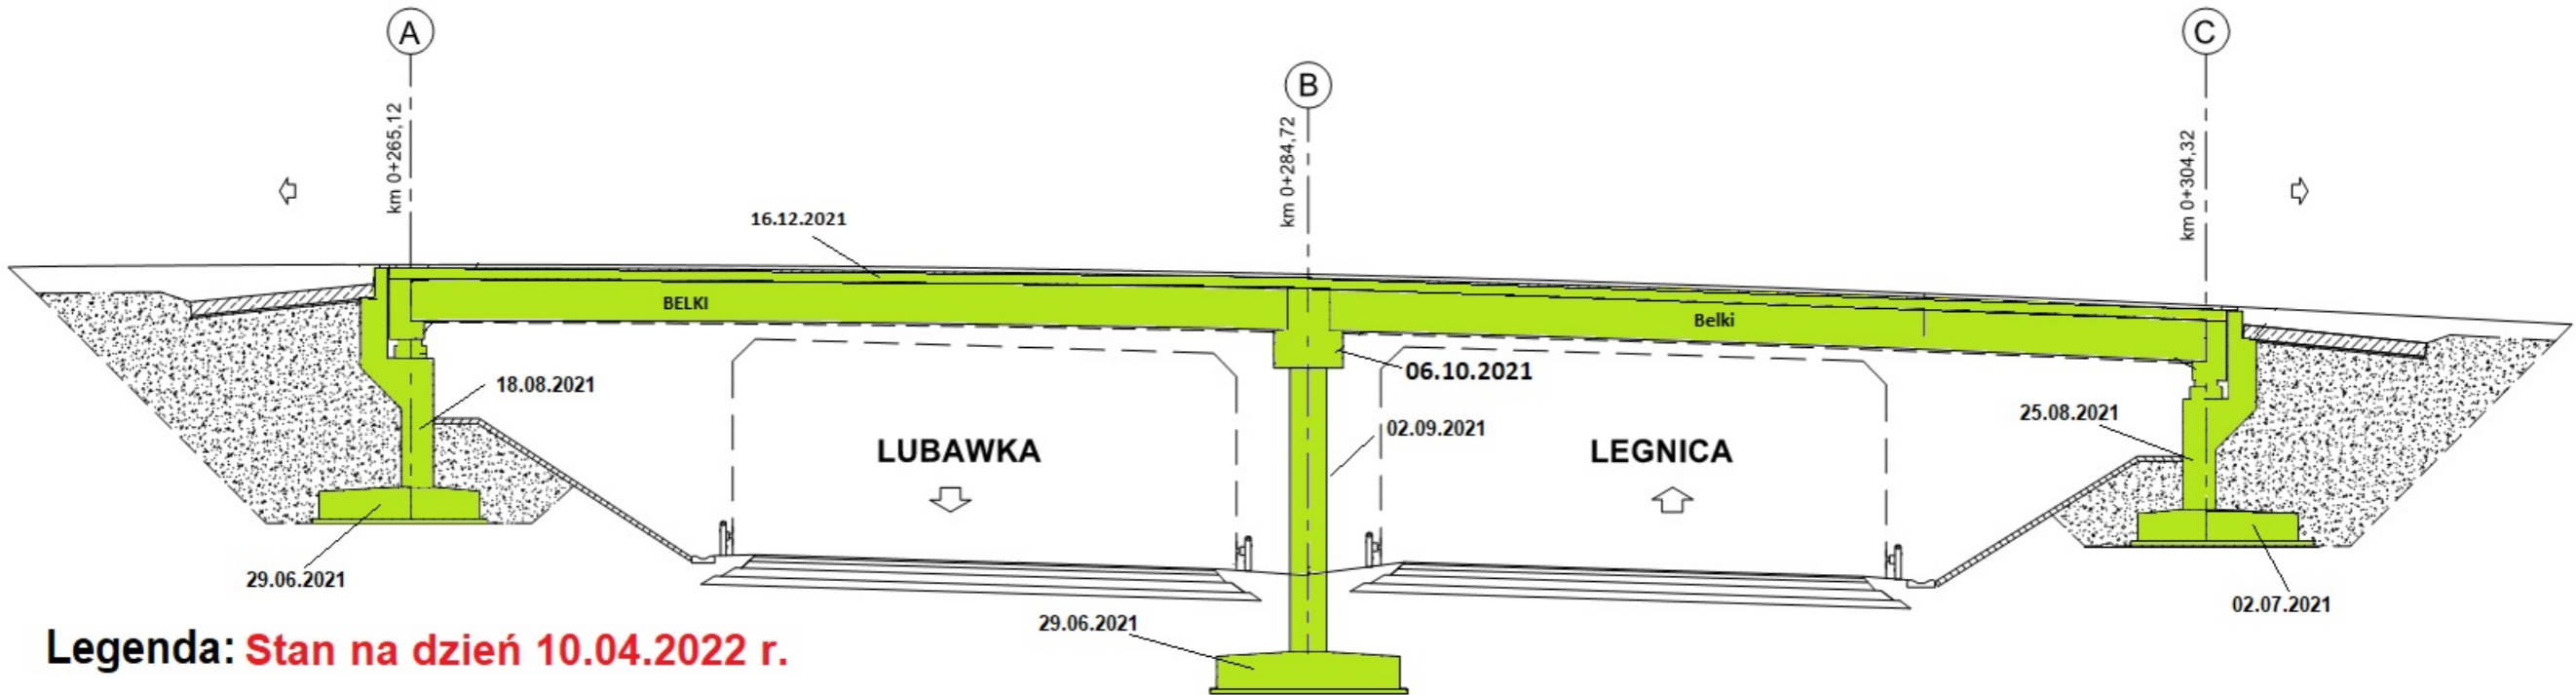 A
B
C
km 0+265,12
km 0+284,72
km 0+304,32
16.12.2021
BELKI
Belki
18.08.2021
06.10.2021
02.09.2021
25.08.2021
LUBAWKA
LEGNICA
29.06.2021
29.06.2021
02.07.2021
Legenda: Stan na dzień 10.04.2022 r.